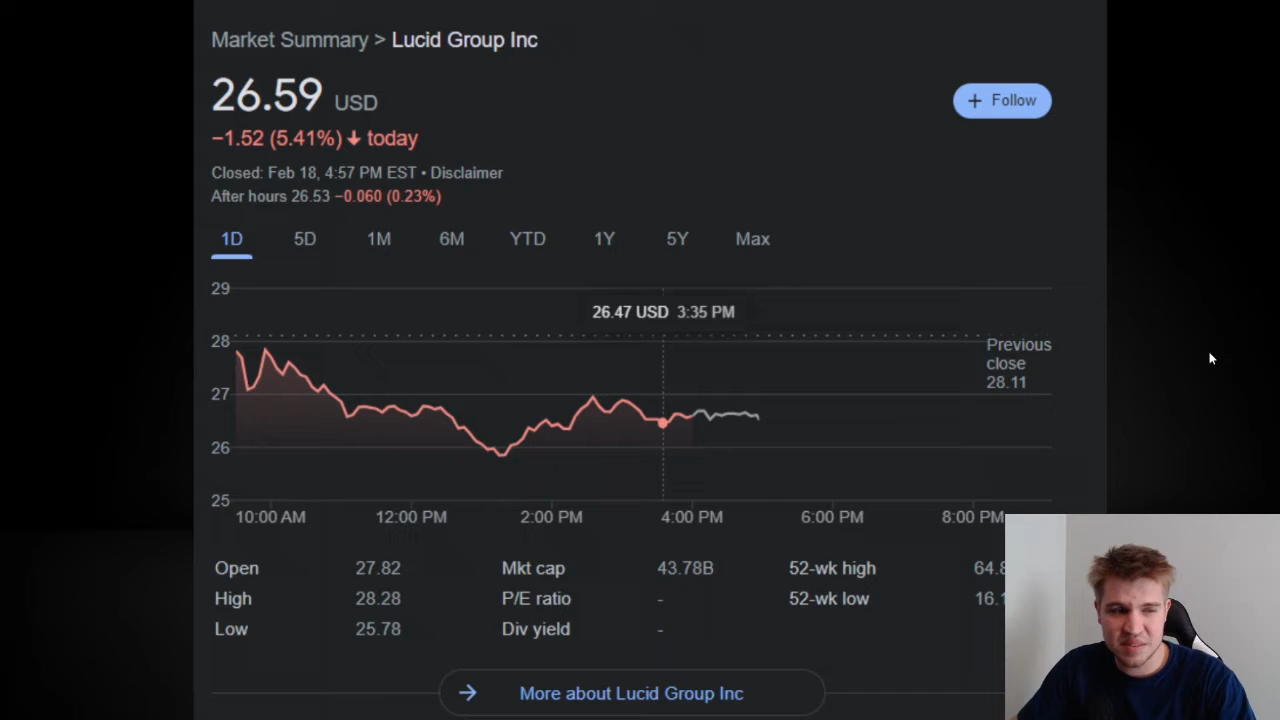 Market Summary > Lucid Group Inc
26.59 USD
+ Follow
−1.52 (5.41%) ↓ today
Closed: Feb 18, 4:57 PM EST • Disclaimer
After hours 26.53 −0.060 (0.23%)
1D 5D 1M 6M YTD 1Y 5Y Max
29
26.47 USD 3:35 PM
28
Previous
close
28.11
27
26
25
10:00 AM 12:00 PM 2:00 PM 4:00 PM 6:00 PM 8:00 PM
Open 27.82 Mkt cap 43.78B 52-wk high 64.8
High 28.28 P/E ratio - 52-wk low 16.1
Low 25.78 Div yield -
→ More about Lucid Group Inc